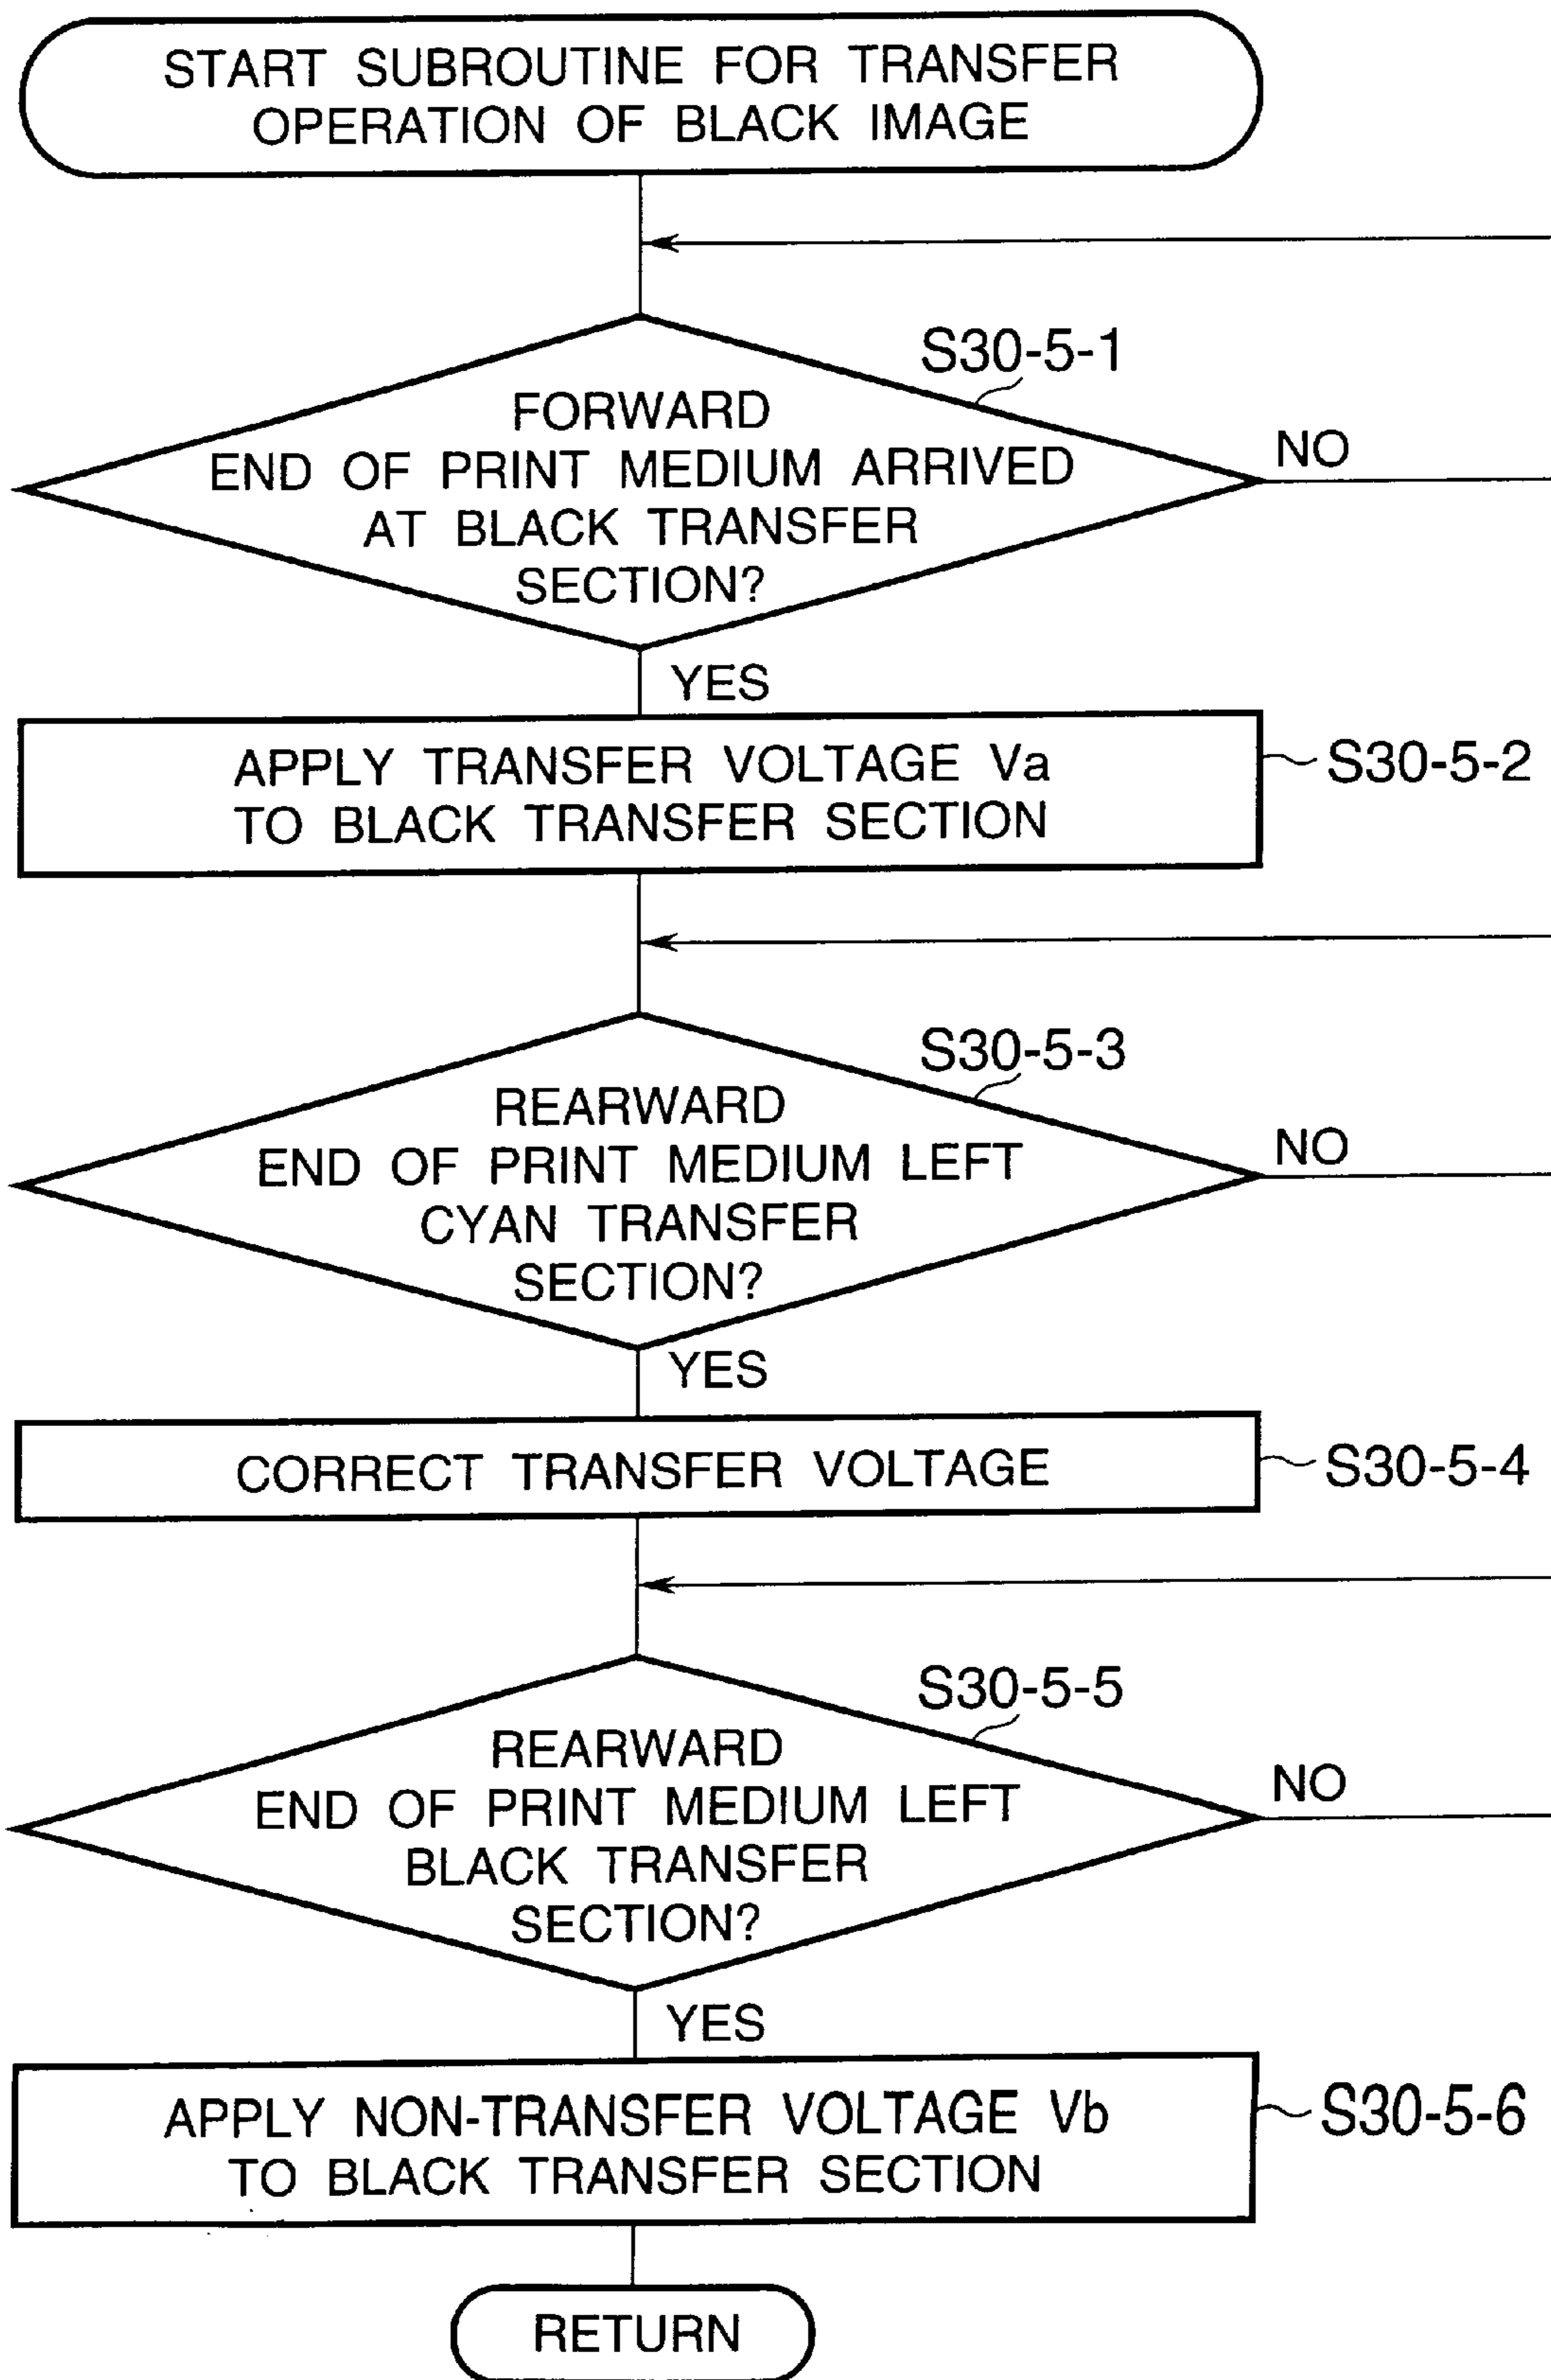 START SUBROUTINE FOR TRANSFER
OPERATION OF BLACK IMAGE
S30-5-1
FORWARD
END OF PRINT MEDIUM ARRIVED
AT BLACK TRANSFER
SECTION?
NO
YES
APPLY TRANSFER VOLTAGE Va
TO BLACK TRANSFER SECTION
S30-5-2
S30-5-3
REARWARD
END OF PRINT MEDIUM LEFT
CYAN TRANSFER
SECTION?
NO
YES
CORRECT TRANSFER VOLTAGE
S30-5-4
S30-5-5
REARWARD
END OF PRINT MEDIUM LEFT
BLACK TRANSFER
SECTION?
NO
YES
APPLY NON-TRANSFER VOLTAGE Vb
TO BLACK TRANSFER SECTION
S30-5-6
RETURN